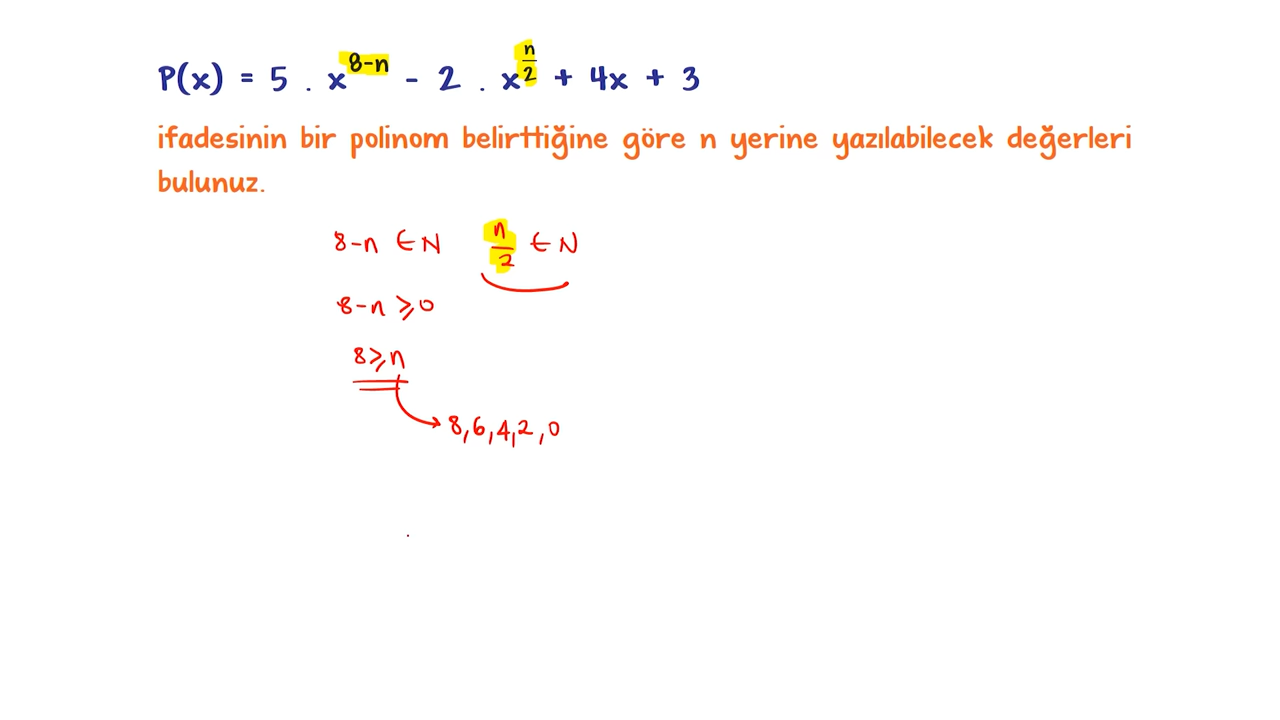 P(x) = 5 . x^(8-n) - 2 . x^(n/2) + 4x + 3
ifadesinin bir polinom belirttiğine göre n yerine yazılabilecek değerleri
bulunuz.
8-n ∈ N n/2 ∈ N
8-n ⩾ 0
8 ⩾ n
8, 6, 4, 2, 0